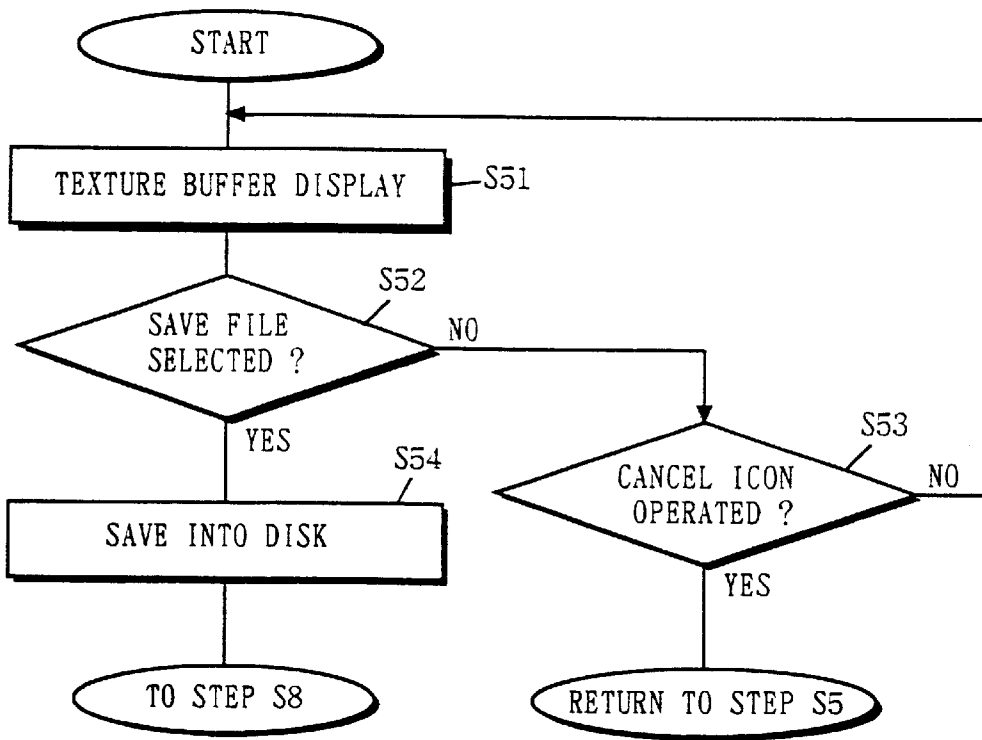 START
TEXTURE BUFFER DISPLAY
S51
S52
SAVE FILE
SELECTED ?
NO
YES
S53
CANCEL ICON
OPERATED ?
NO
YES
S54
SAVE INTO DISK
TO STEP S8
RETURN TO STEP S5